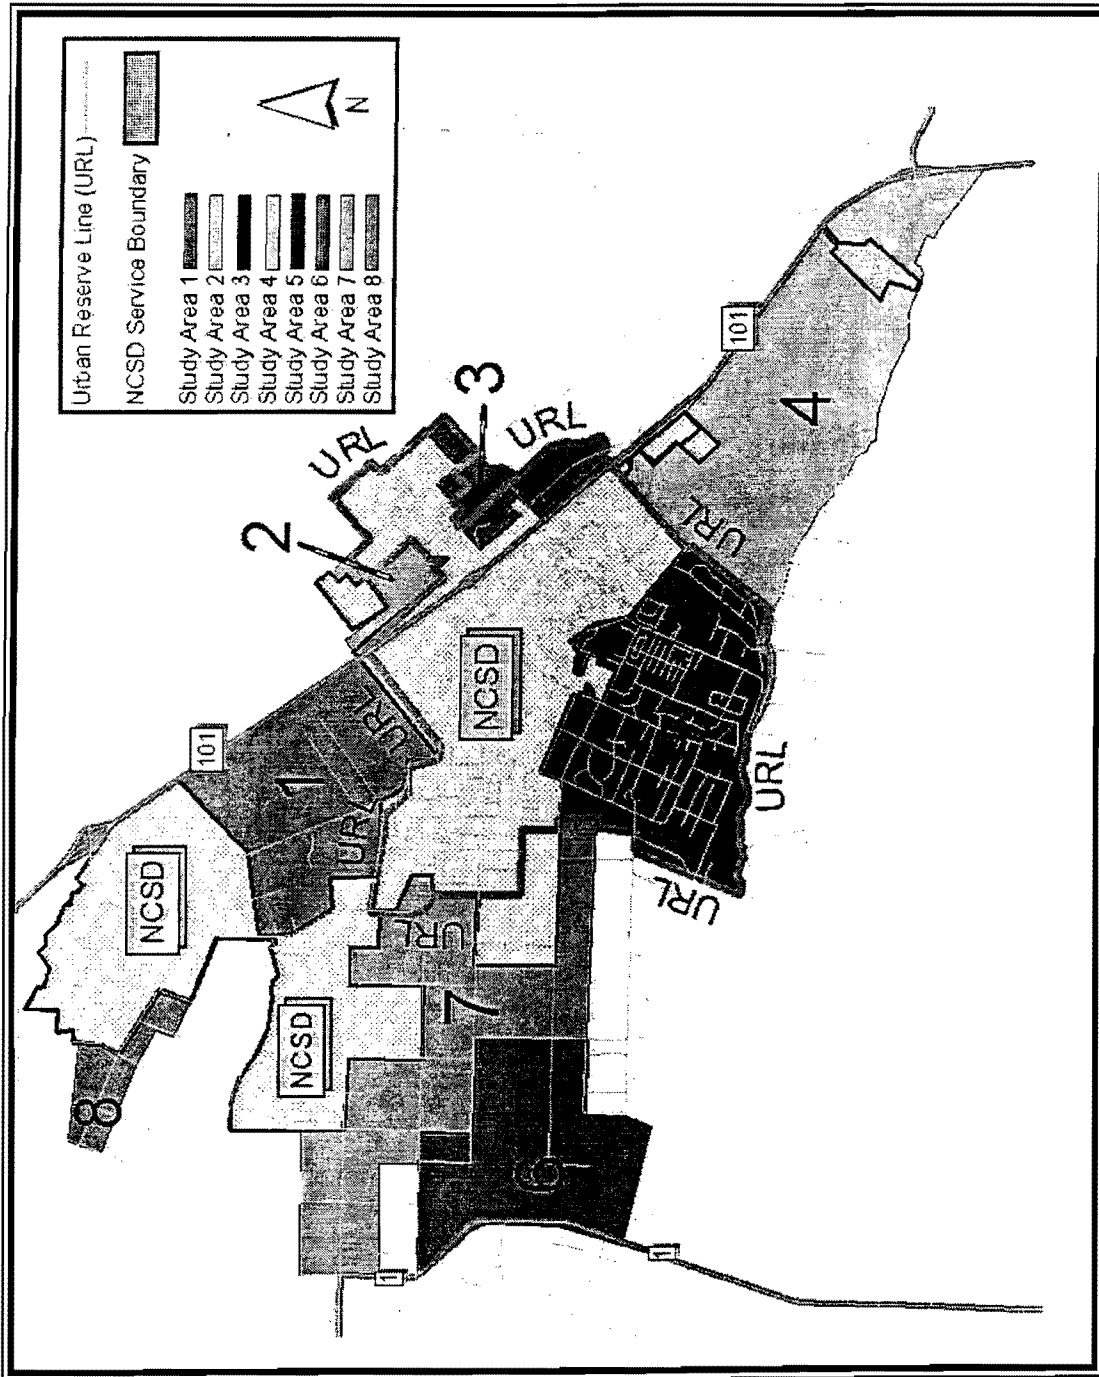 Urban Reserve Line (URL)
NCSD Service Boundary
Study Area 1
Study Area 2
Study Area 3
Study Area 4
Study Area 5
Study Area 6
Study Area 7
Study Area 8
N
URL
2
3
URL
101
4
URL
NCSD
101
1
URL
URL
NCSD
URL
URL
NCSD
URL
7
8
6
1
1